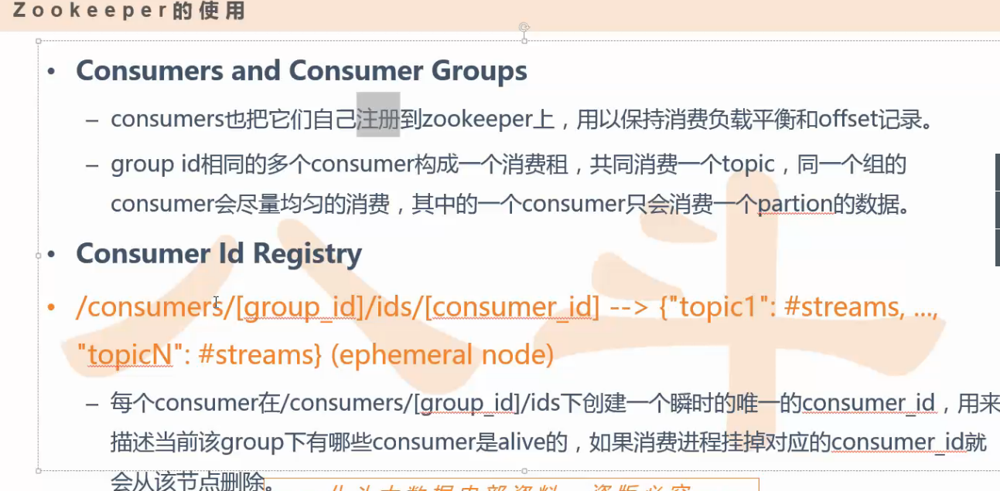 Zookeeper的使用
• Consumers and Consumer Groups
– consumers也把它们自己注册到zookeeper上，用以保持消费负载平衡和offset记录。
– group id相同的多个consumer构成一个消费租，共同消费一个topic，同一个组的
consumer会尽量均匀的消费，其中的一个consumer只会消费一个partion的数据。
• Consumer Id Registry
• /consumers/[group_id]/ids/[consumer_id] --> {"topic1": #streams, ...,
"topicN": #streams} (ephemeral node)
– 每个consumer在/consumers/[group_id]/ids下创建一个瞬时的唯一的consumer_id，用来
描述当前该group下有哪些consumer是alive的，如果消费进程挂掉对应的consumer_id就
会从该节点删除。
八斗